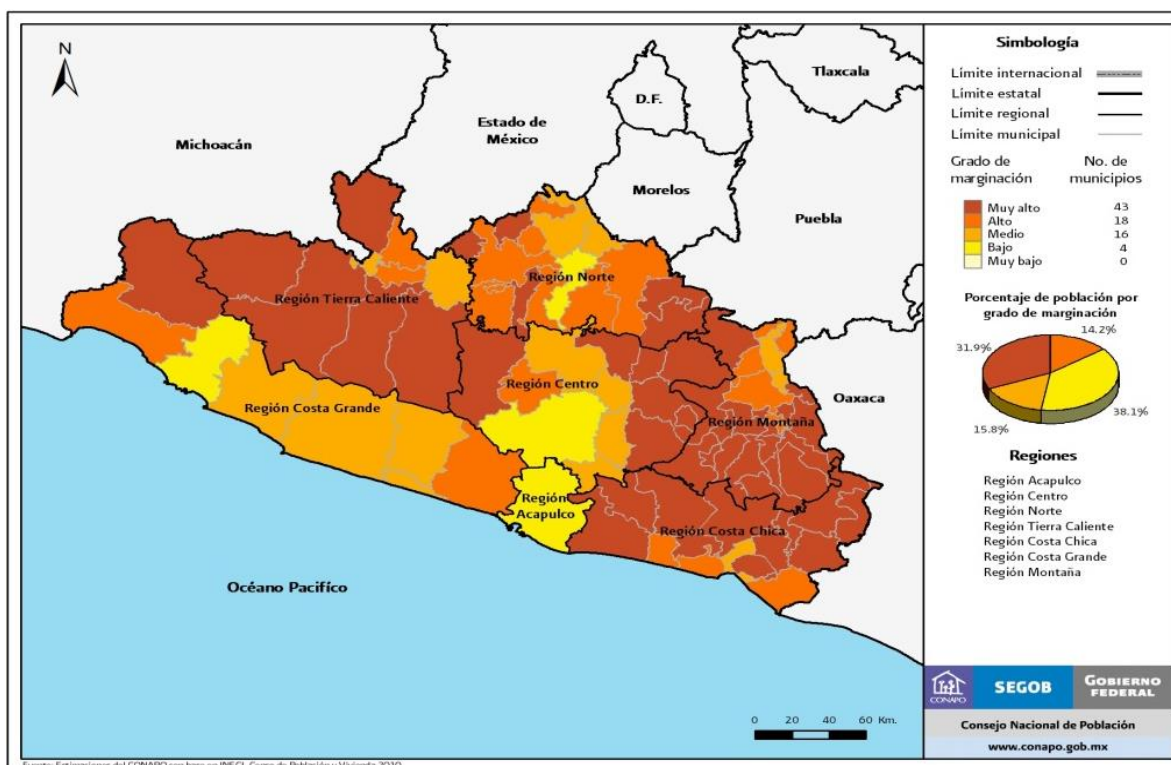 N
Michoacán
Estado de
México
D.F.
Tlaxcala
Morelos
Puebla
Oaxaca
Región Norte
Región Tierra Caliente
Región Centro
Región Costa Grande
Región Montaña
Región
Acapulco
Región Costa Chica
Océano Pacifíco
0 20 40 60 Km.
Simbología
Límite internacional
Límite estatal
Límite regional
Límite municipal
Grado de No. de
marginación municipios
Muy alto 43
Alto 18
Medio 16
Bajo 4
Muy bajo 0
Porcentaje de población por
grado de marginación
14.2%
31.9%
38.1%
15.8%
Regiones
Región Acapulco
Región Centro
Región Norte
Región Tierra Caliente
Región Costa Chica
Región Costa Grande
Región Montaña
CONAPO
SEGOB
GOBIERNO
FEDERAL
Consejo Nacional de Población
www.conapo.gob.mx